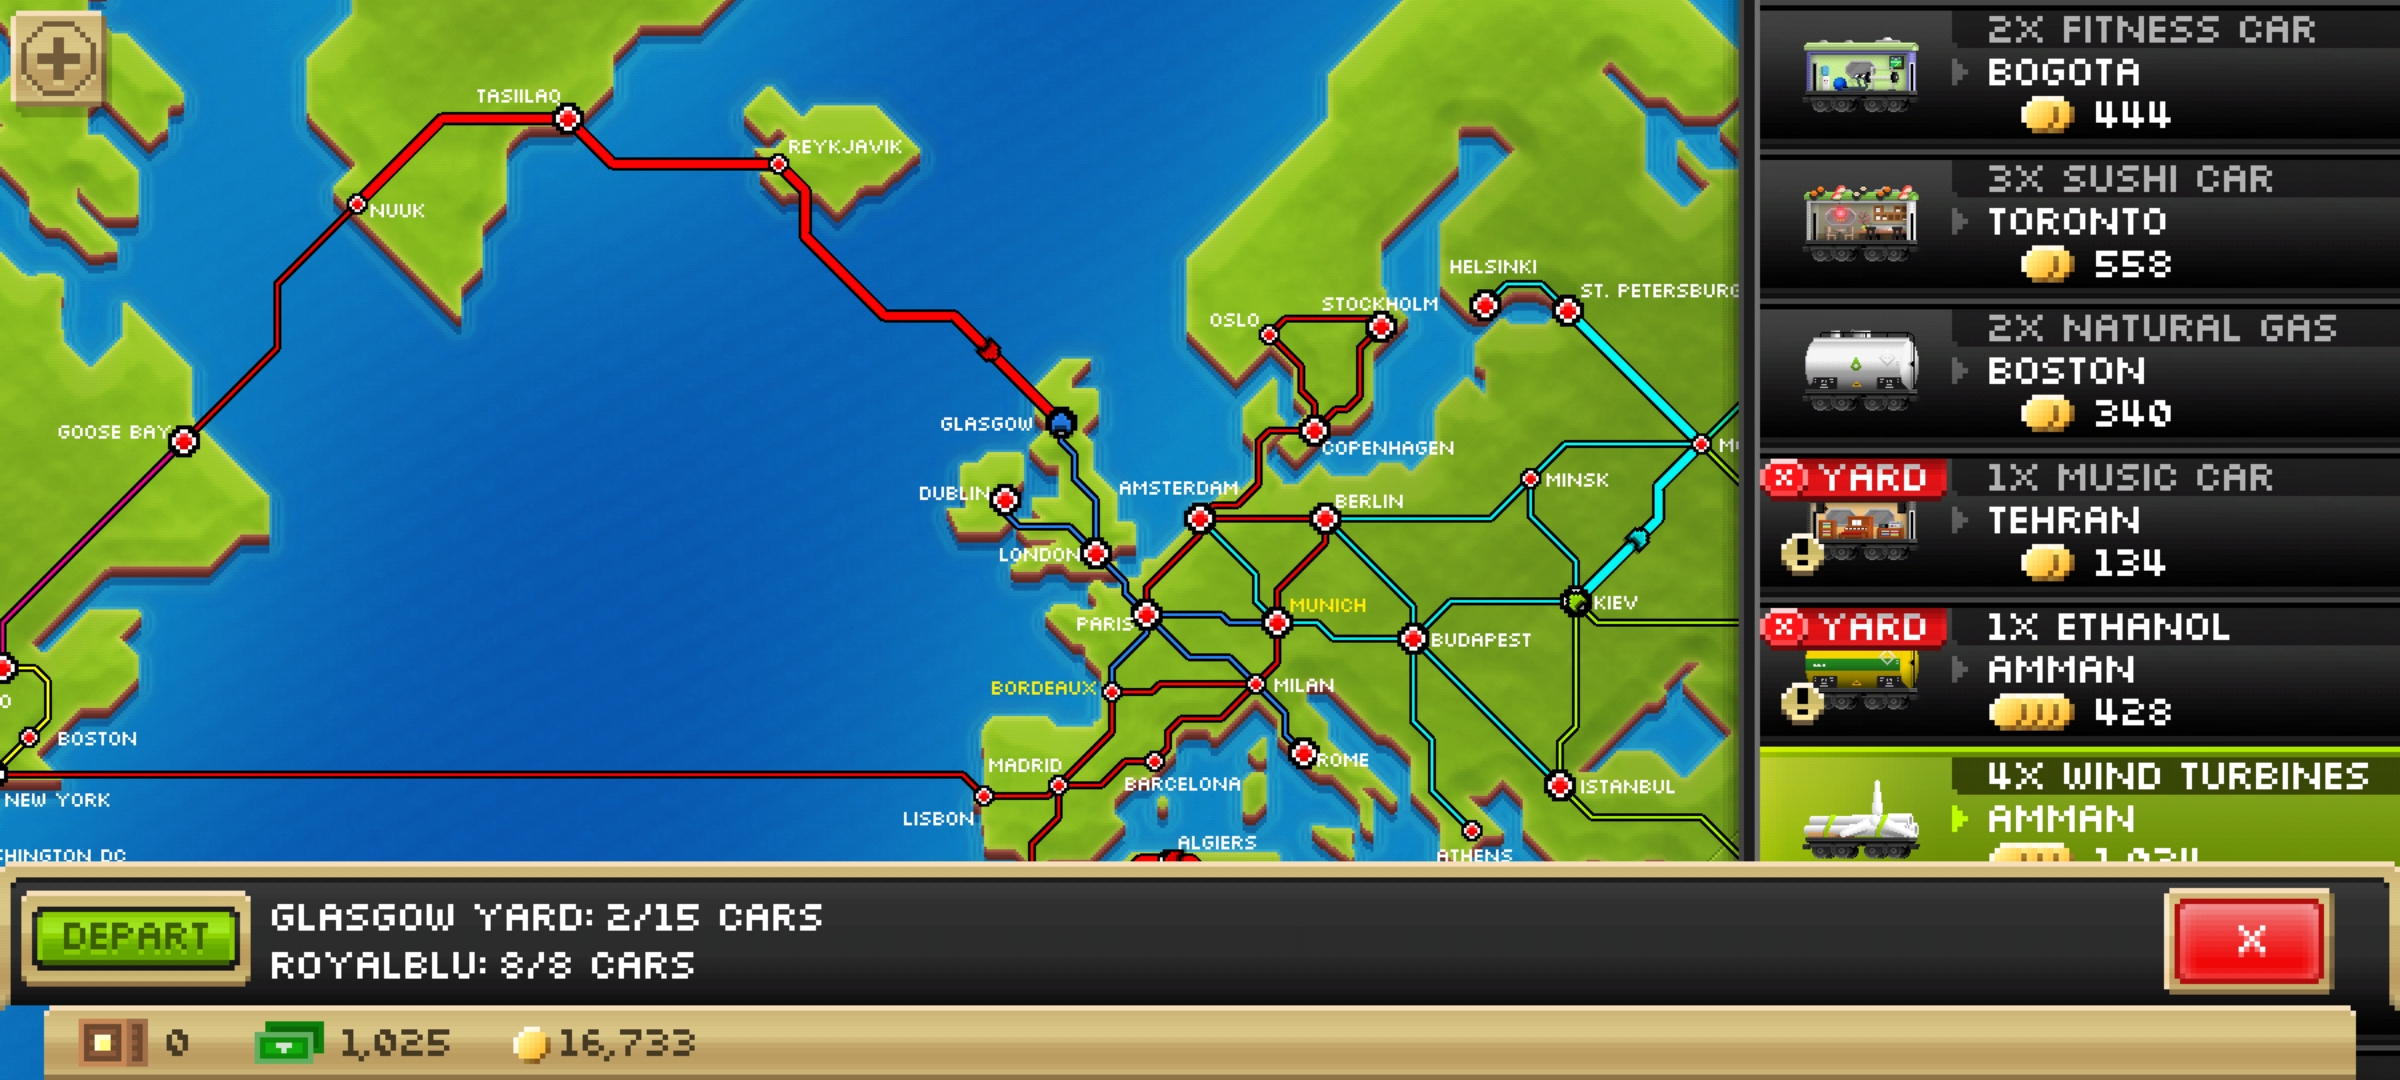 TASIILAQ
REYKJAVIK
NUUK
GOOSE BAY
GLASGOW
DUBLIN
LONDON
HELSINKI
ST. PETERSBURG
STOCKHOLM
OSLO
COPENHAGEN
AMSTERDAM
BERLIN
MINSK
KIEV
PARIS
MUNICH
BUDAPEST
BORDEAUX
MILAN
ROME
BOSTON
NEW YORK
MADRID
BARCELONA
LISBON
ISTANBUL
ALGIERS
ATHENS
HINGTON DC
2X FITNESS CAR
BOGOTA
444
3X SUSHI CAR
TORONTO
558
2X NATURAL GAS
BOSTON
340
YARD
1X MUSIC CAR
TEHRAN
134
YARD
1X ETHANOL
AMMAN
428
4X WIND TURBINES
AMMAN
DEPART
GLASGOW YARD: 2/15 CARS
ROYALBLU: 8/8 CARS
X
0
1,025
16,733